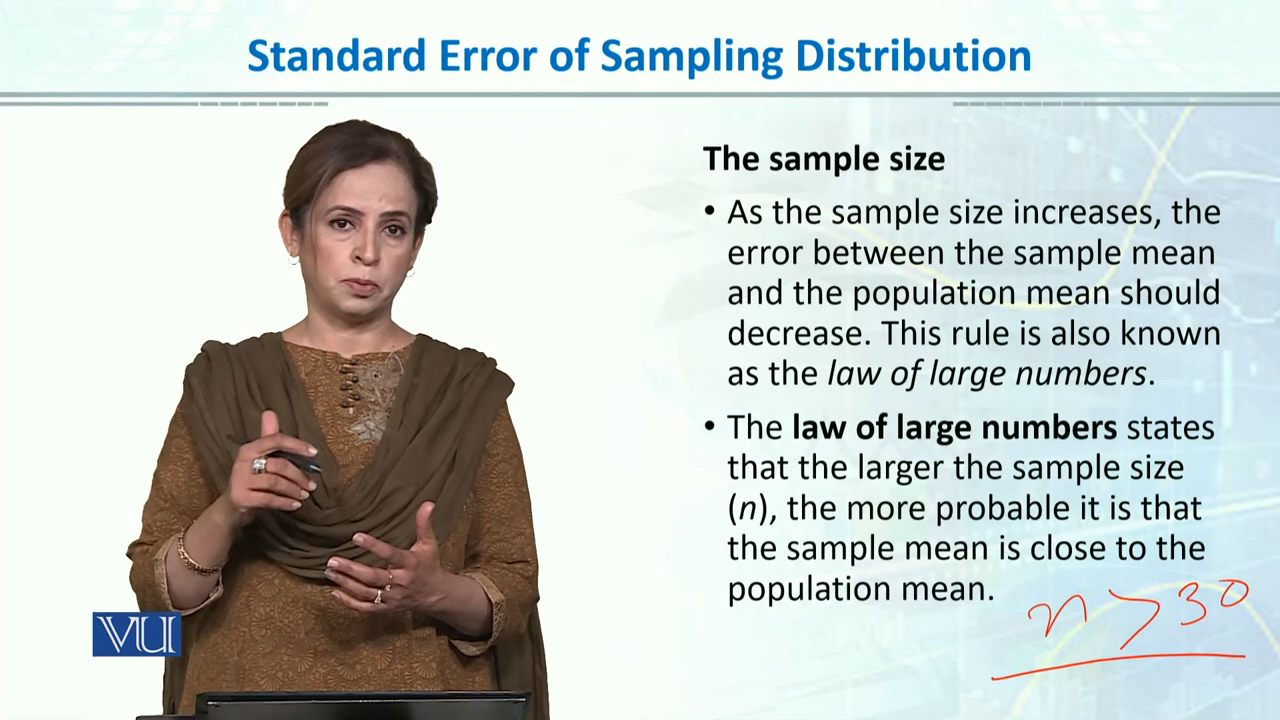 Standard Error of Sampling Distribution
The sample size
• As the sample size increases, the
error between the sample mean
and the population mean should
decrease. This rule is also known
as the law of large numbers.
• The law of large numbers states
that the larger the sample size
(n), the more probable it is that
the sample mean is close to the
population mean.
n > 30
VU